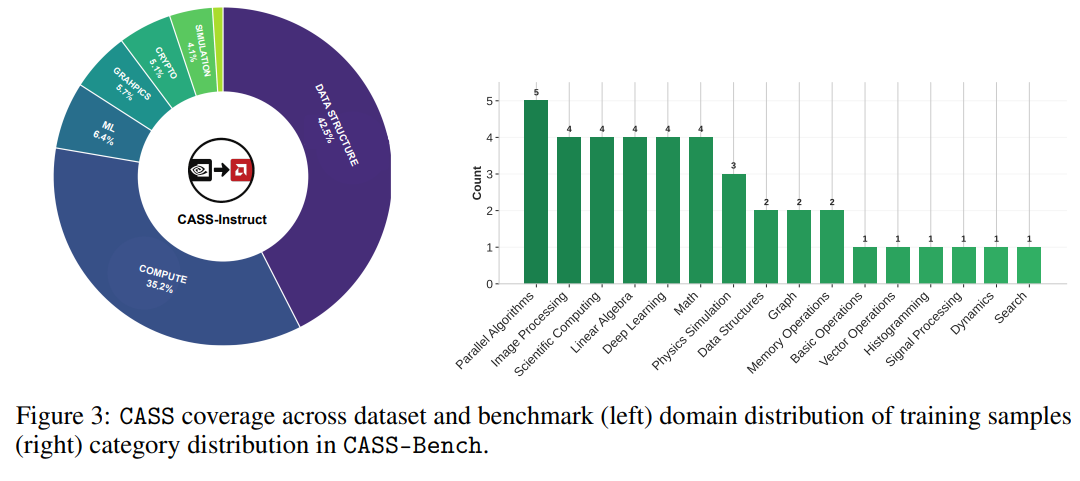 SIMULATION
4.1%
CRYPTO
5.1%
GRAHPICS
5.7%
ML
6.4%
DATA STRUCTURE
42.5%
COMPUTE
35.2%
CASS-Instruct
Count
5
4
3
2
1
0
5
4
4
4
4
4
3
2
2
2
1
1
1
1
1
1
Parallel Algorithms
Image Processing
Scientific Computing
Linear Algebra
Deep Learning
Math
Physics Simulation
Data Structures
Graph
Memory Operations
Basic Operations
Vector Operations
Histogramming
Signal Processing
Dynamics
Search
Figure 3: CASS coverage across dataset and benchmark (left) domain distribution of training samples
(right) category distribution in CASS-Bench.